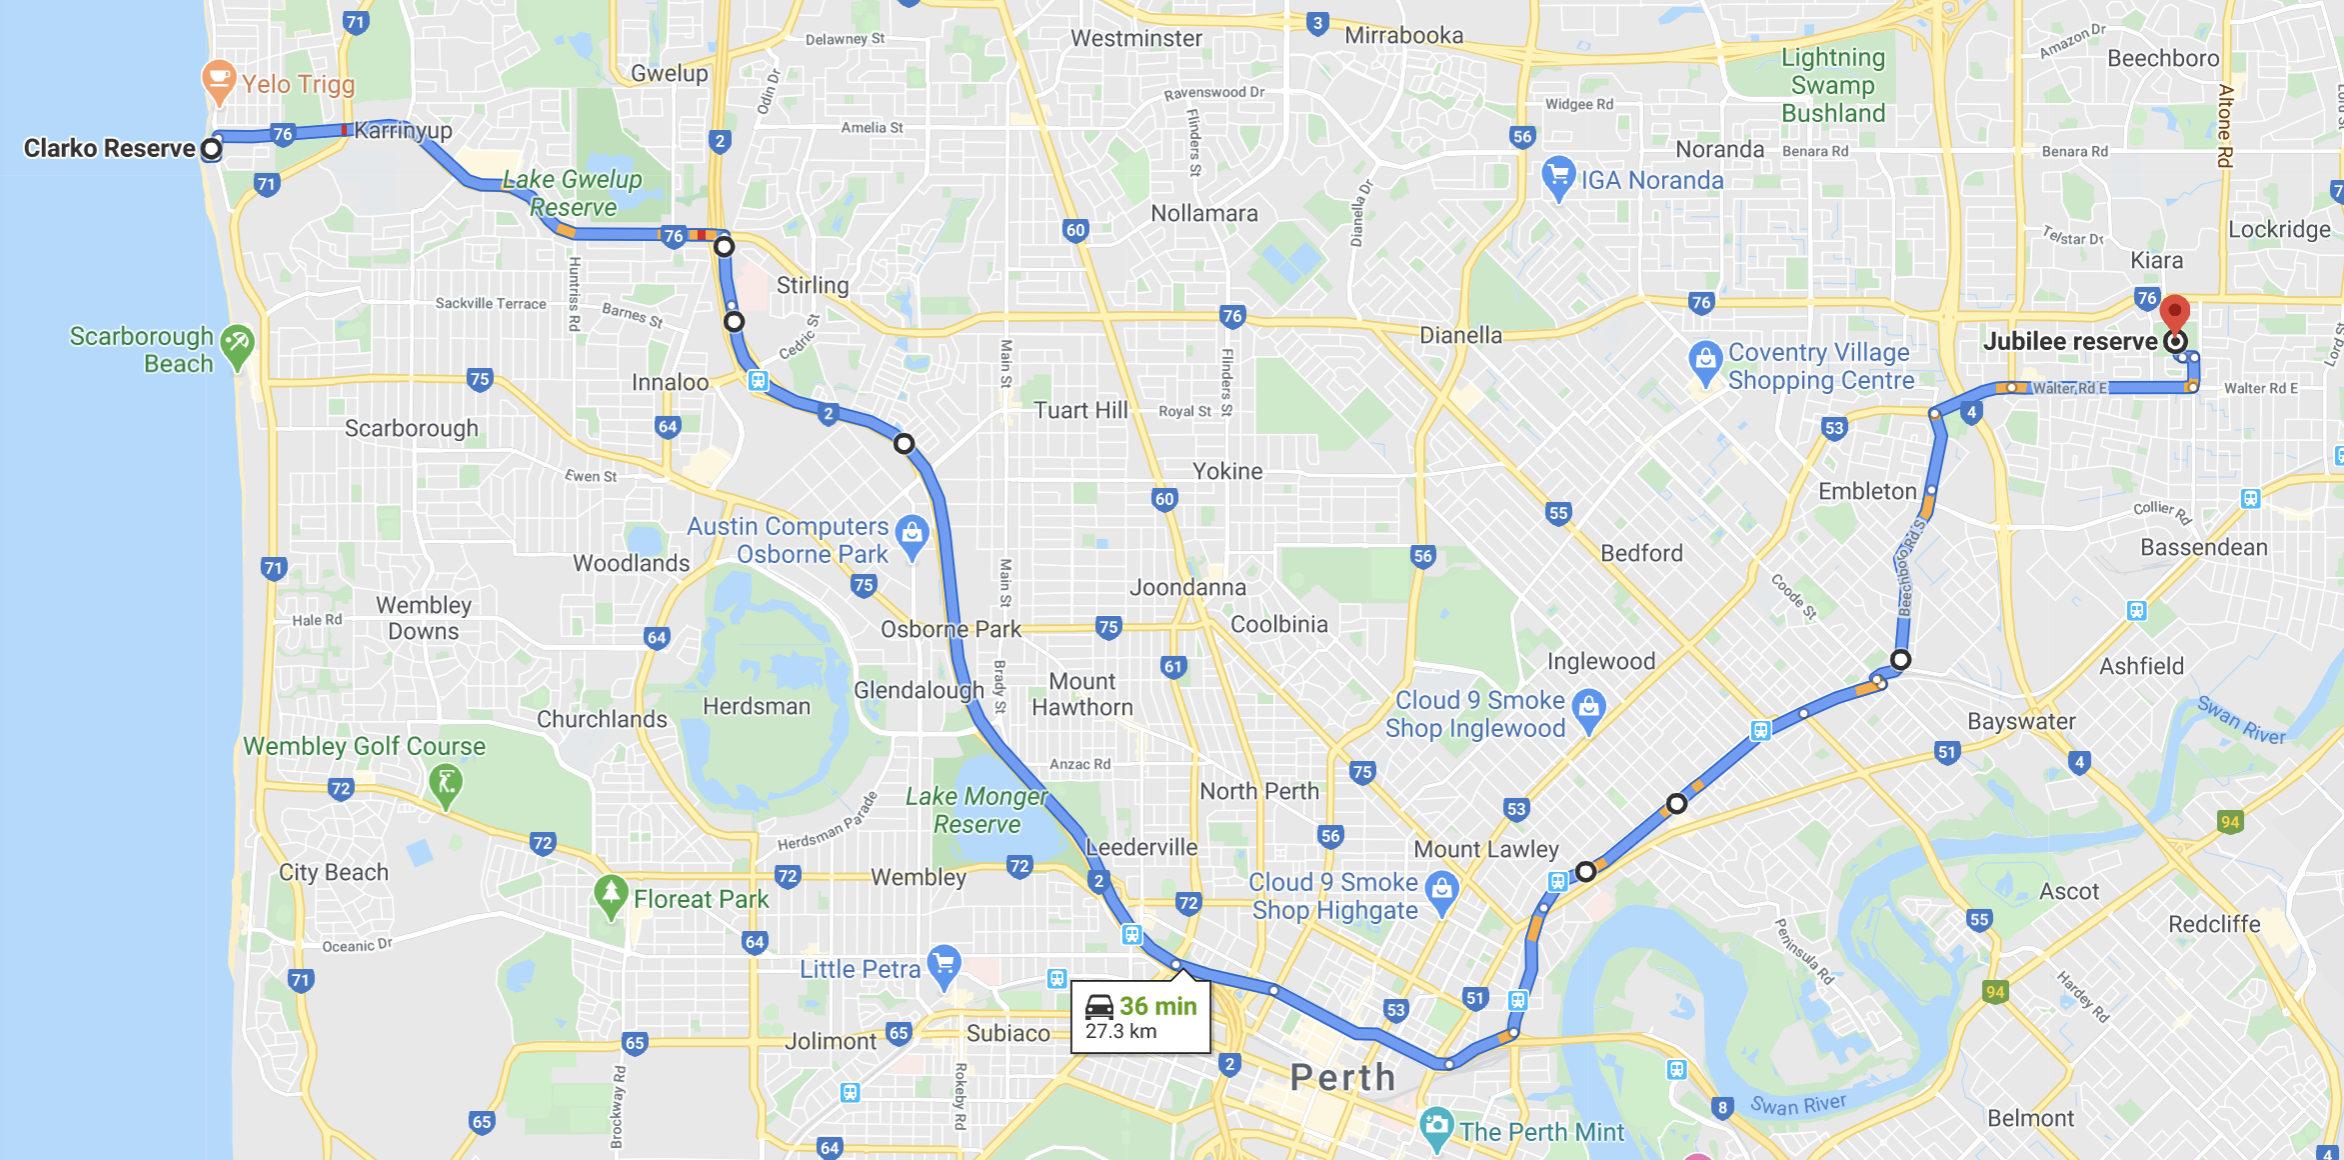 71
Delawney St
Westminster
3
Mirrabooka
Amazon Dr
Beechboro
Gwelup
Lightning
Swamp
Bushland
Yelo Trigg
Odin Dr
Ravenswood Dr
Widgee Rd
Altone Rd
76
Karrinyup
2
Amelia St
Flinders St
56
Clarko Reserve
Noranda
Benara Rd
Benara Rd
71
Lake Gwelup
Reserve
IGA Noranda
Nollamara
Dianella Dr
60
76
Lockridge
Telstar Dr
Kiara
Stirling
Huntriss Rd
Sackville Terrace
Barnes St
Cedric St
76
76
76
Scarborough
Beach
Main St
Flinders St
Dianella
Jubilee reserve
Coventry Village
Shopping Centre
75
Innaloo
2
Tuart Hill
Royal St
Walter Rd E
Walter Rd E
4
Scarborough
64
53
Ewen St
Yokine
60
Embleton
55
Collier Rd
Austin Computers
Osborne Park
Bassendean
71
Woodlands
75
Main St
56
Bedford
Beechboro Rd S
Joondanna
Coode St
Wembley
Downs
Hale Rd
64
Osborne Park
75
Coolbinia
61
Inglewood
Ashfield
Glendalough
Brady St
Mount
Hawthorn
Herdsman
Churchlands
Cloud 9 Smoke
Shop Inglewood
Bayswater
Swan River
Wembley Golf Course
51
4
72
Anzac Rd
75
North Perth
Lake Monger
Reserve
53
Herdsman Parade
56
94
72
Leederville
Mount Lawley
City Beach
72
Wembley
72
2
Cloud 9 Smoke
Shop Highgate
Ascot
Floreat Park
72
55
Redcliffe
Oceanic Dr
64
Peninsula Rd
71
Little Petra
94
Hardey Rd
36 min
27.3 km
53
51
65
Jolimont
65
Subiaco
2
Perth
Brockway Rd
Rokeby Rd
65
8
Swan River
Belmont
The Perth Mint
64
4